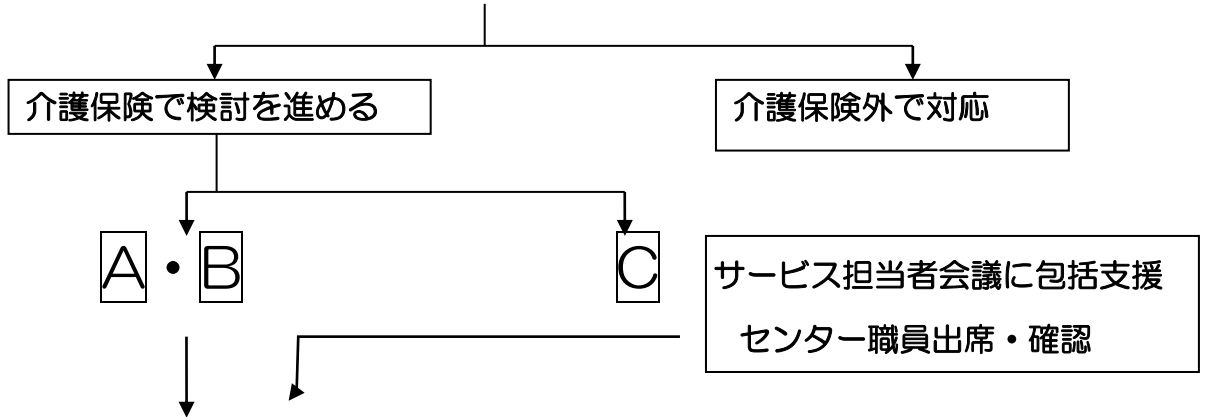 介護保険で検討を進める
介護保険外で対応
A・B
C
サービス担当者会議に包括支援
センター職員出席・確認